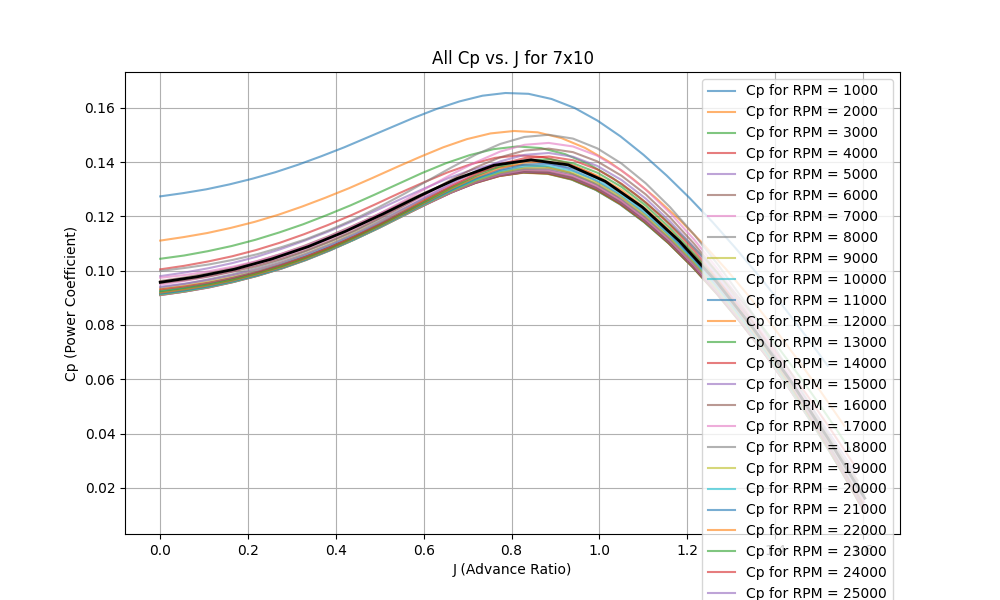 All Cp vs. J for 7x10
Cp (Power Coefficient)
0.16
0.14
0.12
0.10
0.08
0.06
0.04
0.02
0.0 0.2 0.4 0.6 0.8 1.0 1.2
J (Advance Ratio)
Cp for RPM = 1000
Cp for RPM = 2000
Cp for RPM = 3000
Cp for RPM = 4000
Cp for RPM = 5000
Cp for RPM = 6000
Cp for RPM = 7000
Cp for RPM = 8000
Cp for RPM = 9000
Cp for RPM = 10000
Cp for RPM = 11000
Cp for RPM = 12000
Cp for RPM = 13000
Cp for RPM = 14000
Cp for RPM = 15000
Cp for RPM = 16000
Cp for RPM = 17000
Cp for RPM = 18000
Cp for RPM = 19000
Cp for RPM = 20000
Cp for RPM = 21000
Cp for RPM = 22000
Cp for RPM = 23000
Cp for RPM = 24000
Cp for RPM = 25000